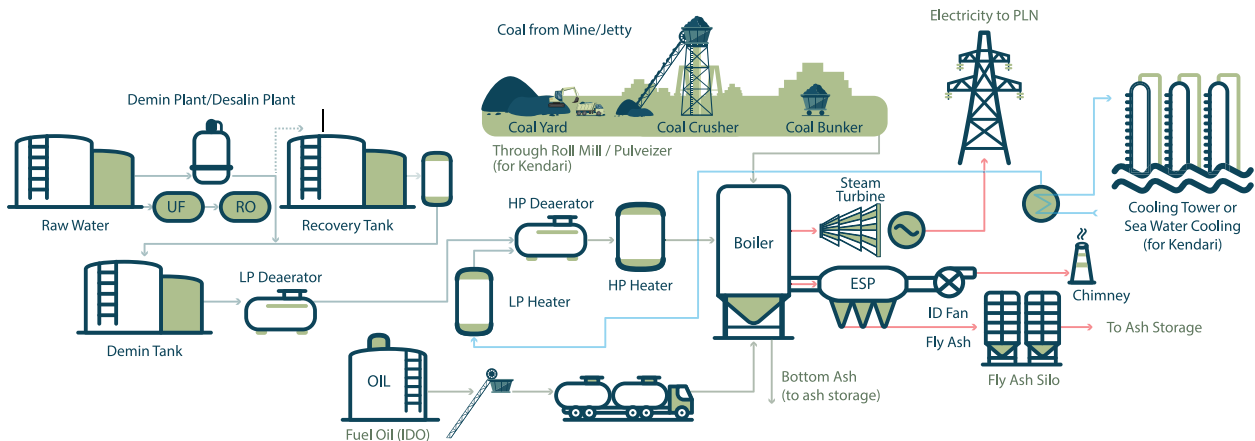 Electricity to PLN
Coal from Mine/Jetty
Demin Plant/Desalin Plant
Coal Yard
Coal Crusher
Coal Bunker
Through Roll Mill / Pulveizer
(for Kendari)
Steam
Turbine
UF
RO
Raw Water
Recovery Tank
HP Deaerator
Boiler
Cooling Tower or
Sea Water Cooling
(for Kendari)
LP Deaerator
LP Heater
HP Heater
ESP
ID Fan
Chimney
Demin Tank
Fly Ash
To Ash Storage
OIL
Bottom Ash
(to ash storage)
Fly Ash Silo
Fuel Oil (IDO)